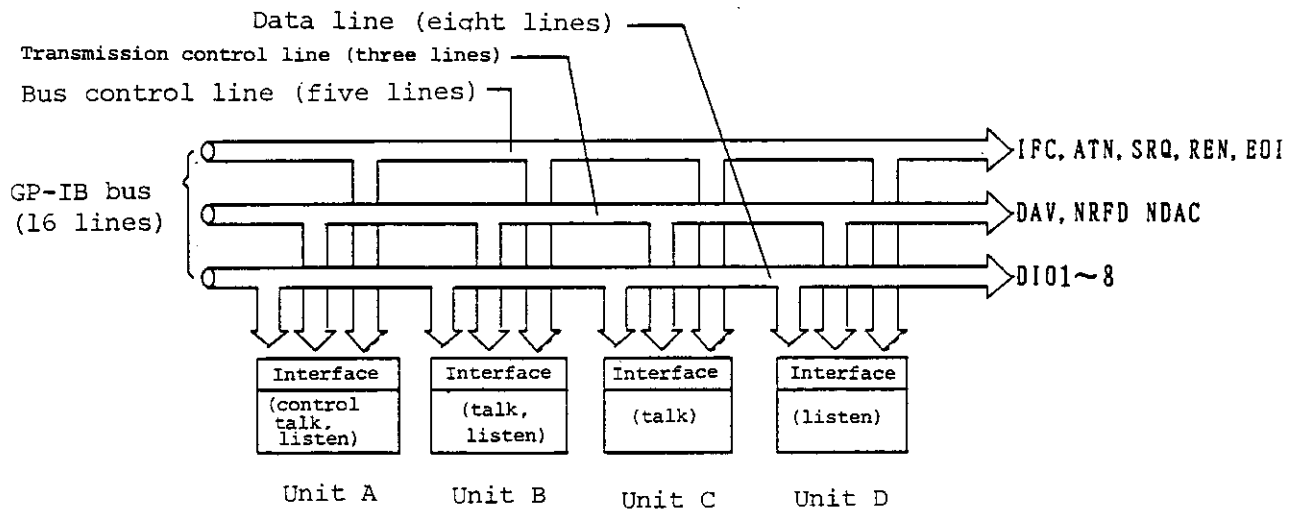 Data line (eight lines)
Transmission control line (three lines)
Bus control line (five lines)
IFC, ATN, SRQ, REN, EOI
GP-IB bus
(16 lines)
DAV, NRFD NDAC
DIO1~8
Interface
(control
talk,
listen)
Unit A
Interface
(talk,
listen)
Unit B
Interface
(talk)
Unit C
Interface
(listen)
Unit D